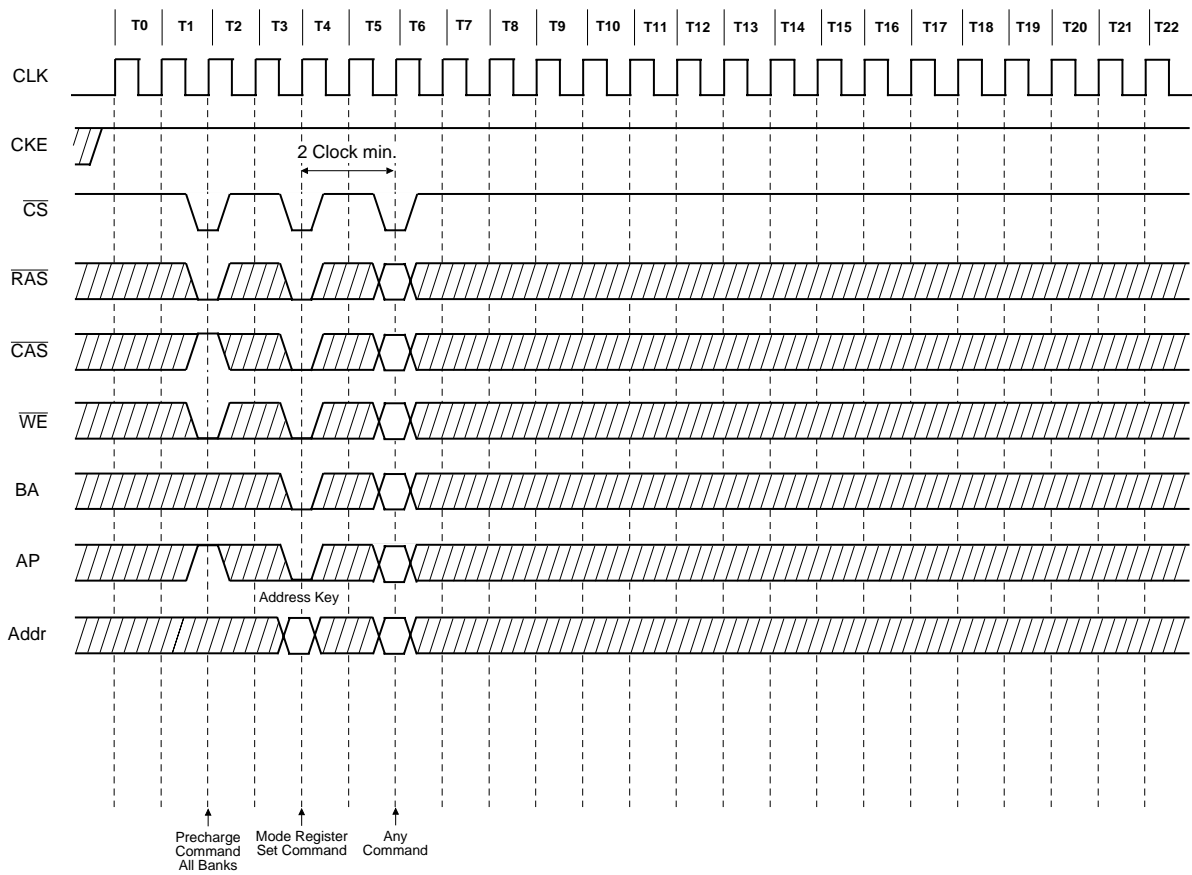 T0 T1 T2 T3 T4 T5 T6 T7 T8 T9 T10 T11 T12 T13 T14 T15 T16 T17 T18 T19 T20 T21 T22
CLK
CKE
2 Clock min.
CS
RAS
CAS
WE
BA
AP
Address Key
Addr
Precharge
Command
All Banks
Mode Register
Set Command
Any
Command